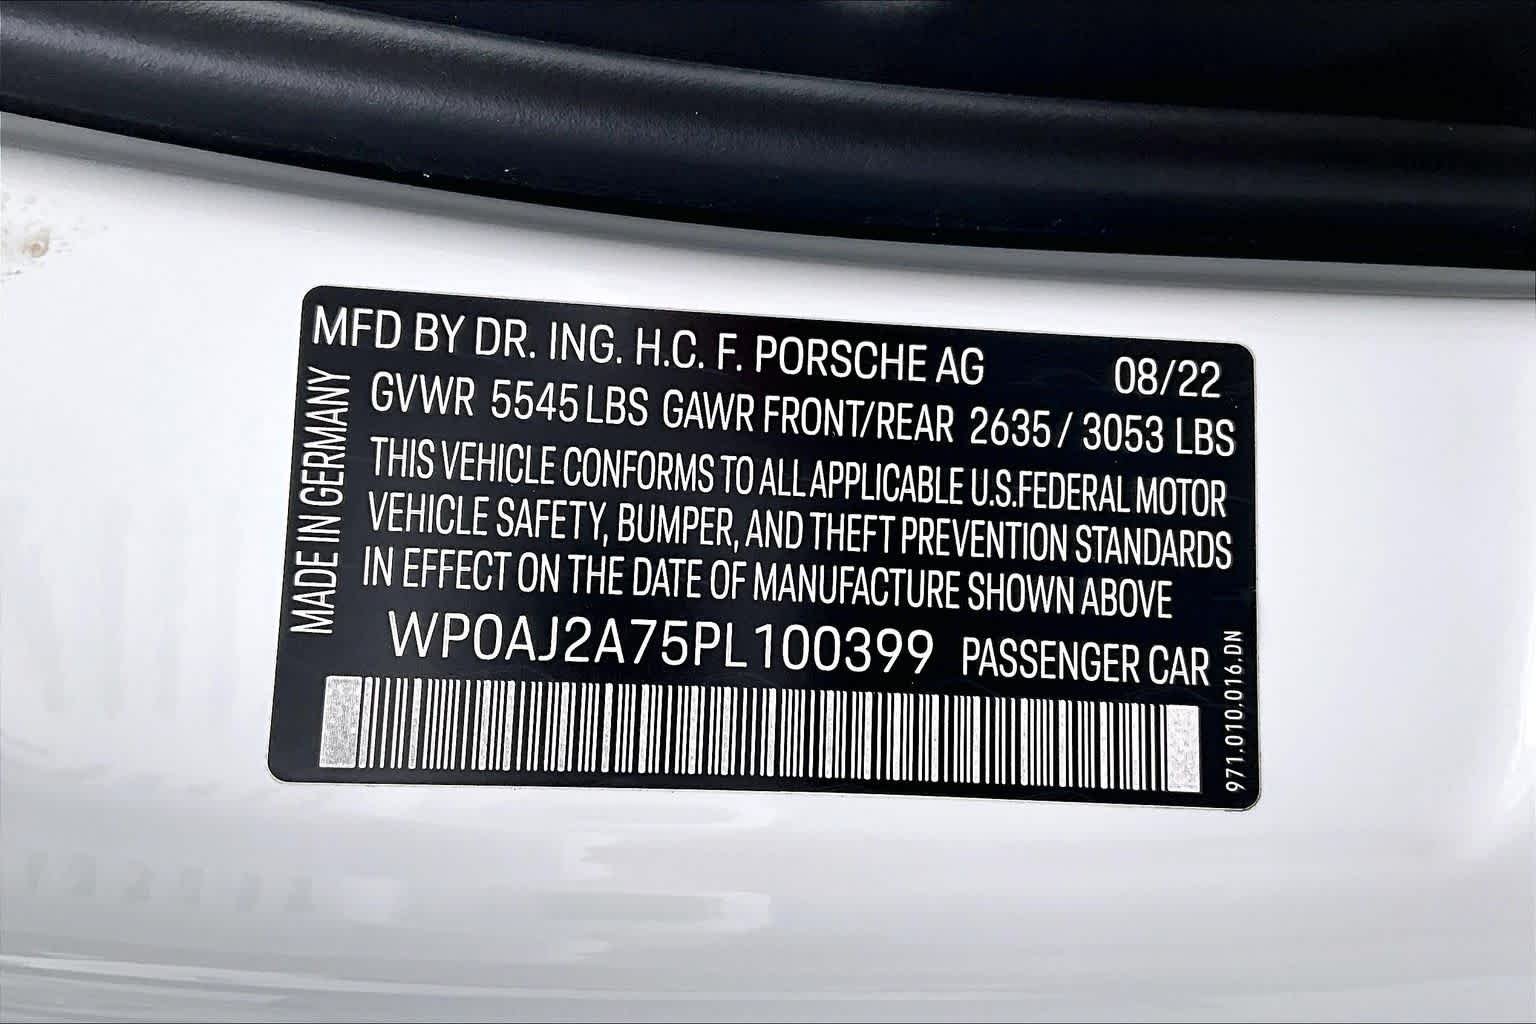 MFD BY DR. ING. H.C. F. PORSCHE AG 08/22
GVWR 5545 LBS GAWR FRONT/REAR 2635 / 3053 LBS
THIS VEHICLE CONFORMS TO ALL APPLICABLE U.S.FEDERAL MOTOR
VEHICLE SAFETY, BUMPER, AND THEFT PREVENTION STANDARDS
IN EFFECT ON THE DATE OF MANUFACTURE SHOWN ABOVE
WP0AJ2A75PL100399 PASSENGER CAR
MADE IN GERMANY
971.010.016.DN